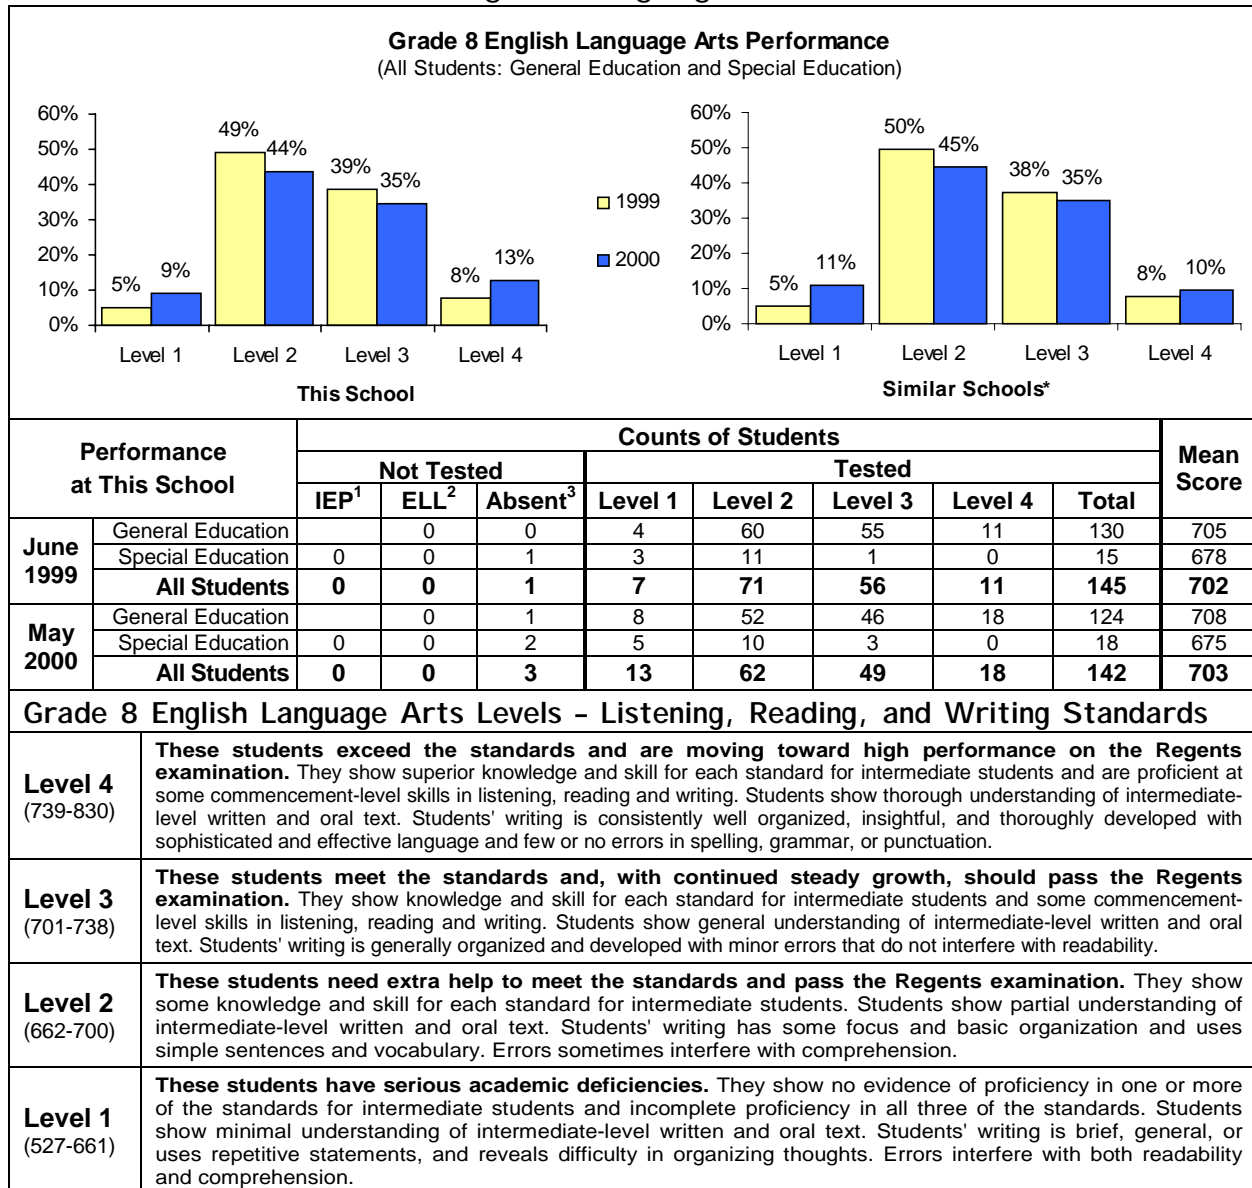 Grade 8 English Language Arts Performance
(All Students: General Education and Special Education)
60%
50%
40%
30%
20%
10%
0%
5%
9%
49%
44%
39%
35%
8%
13%
Level 1
Level 2
Level 3
Level 4
This School
1999
2000
60%
50%
40%
30%
20%
10%
0%
5%
11%
50%
45%
38%
35%
8%
10%
Level 1
Level 2
Level 3
Level 4
Similar Schools*
Performance
at This School
Counts of Students
Mean
Score
Not Tested
Tested
IEP1 ELL2 Absent3 Level 1 Level 2 Level 3 Level 4 Total
June
1999
General Education 0 0 4 60 55 11 130 705
Special Education 0 0 1 3 11 1 0 15 678
All Students 0 0 1 7 71 56 11 145 702
May
2000
General Education 0 1 8 52 46 18 124 708
Special Education 0 0 2 5 10 3 0 18 675
All Students 0 0 3 13 62 49 18 142 703
Grade 8 English Language Arts Levels – Listening, Reading, and Writing Standards
Level 4
(739-830)
These students exceed the standards and are moving toward high performance on the Regents
examination. They show superior knowledge and skill for each standard for intermediate students and are proficient at
some commencement-level skills in listening, reading and writing. Students show thorough understanding of intermediate-
level written and oral text. Students' writing is consistently well organized, insightful, and thoroughly developed with
sophisticated and effective language and few or no errors in spelling, grammar, or punctuation.
Level 3
(701-738)
These students meet the standards and, with continued steady growth, should pass the Regents
examination. They show knowledge and skill for each standard for intermediate students and some commencement-
level skills in listening, reading and writing. Students show general understanding of intermediate-level written and oral
text. Students' writing is generally organized and developed with minor errors that do not interfere with readability.
Level 2
(662-700)
These students need extra help to meet the standards and pass the Regents examination. They show
some knowledge and skill for each standard for intermediate students. Students show partial understanding of
intermediate-level written and oral text. Students' writing has some focus and basic organization and uses
simple sentences and vocabulary. Errors sometimes interfere with comprehension.
Level 1
(527-661)
These students have serious academic deficiencies. They show no evidence of proficiency in one or more
of the standards for intermediate students and incomplete proficiency in all three of the standards. Students
show minimal understanding of intermediate-level written and oral text. Students' writing is brief, general, or
uses repetitive statements, and reveals difficulty in organizing thoughts. Errors interfere with both readability
and comprehension.